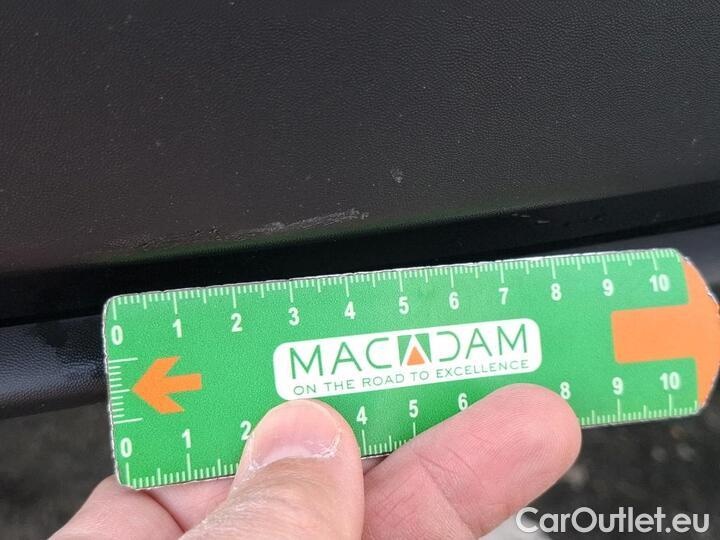 0 1 2 3 4 5 6 7 8 9 10
MACADAM
ON THE ROAD TO EXCELLENCE
0 1 2 4 5 6 8 9 10
CarOutlet.eu